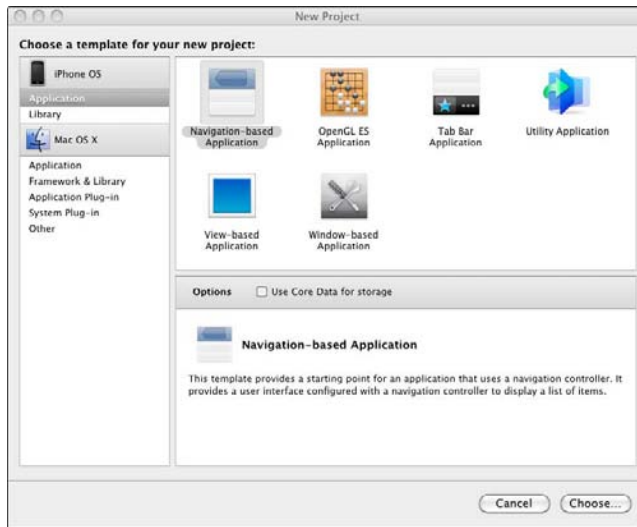 New Project
Choose a template for your new project:
iPhone OS
Application
Library
Mac OS X
Application
Framework & Library
Application Plug-in
System Plug-in
Other
Navigation-based
Application
OpenGL ES
Application
Tab Bar
Application
Utility Application
View-based
Application
Window-based
Application
Options
Use Core Data for storage
Navigation-based Application
This template provides a starting point for an application that uses a navigation controller. It
provides a user interface configured with a navigation controller to display a list of items.
Cancel
Choose...